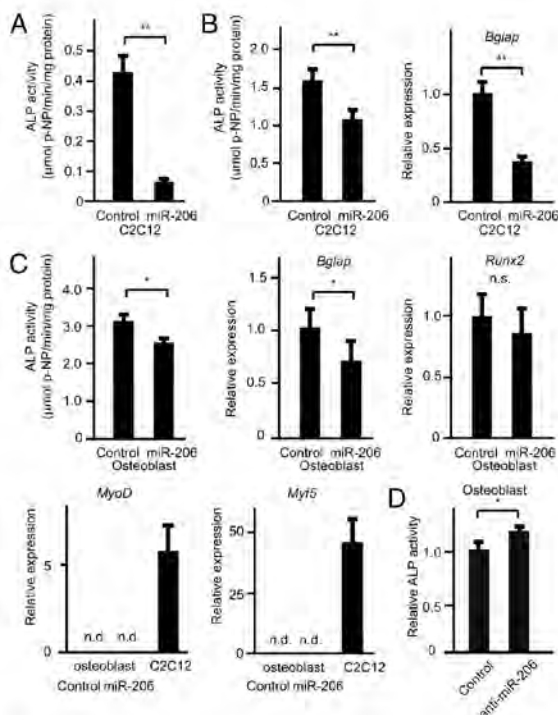 A
ALP activity
(μmol p-NP/min/mg protein)
**
0.5
0.4
0.3
0.2
0.1
0
Control miR-206
C2C12
B
ALP activity
(μmol p-NP/min/mg protein)
**
2.0
1.5
1.0
0.5
0
Control miR-206
C2C12
Bglap
Relative expression
**
1.0
0.5
0
Control miR-206
C2C12
C
ALP activity
(μmol p-NP/min/mg protein)
*
4.0
3.0
2.0
1.0
0
Control miR-206
Osteoblast
Bglap
Relative expression
*
1.5
1.0
0.5
0
Control miR-206
Osteoblast
Runx2
n.s.
Relative expression
1.0
0.5
0
Control miR-206
Osteoblast
MyoD
Relative expression
5
0
n.d.
n.d.
osteoblast
C2C12
Control miR-206
Myf5
Relative expression
50
25
0
n.d.
n.d.
osteoblast
C2C12
Control miR-206
D
Osteoblast
*
Relative ALP activity
1.0
0.5
0
Control
anti-miR-206